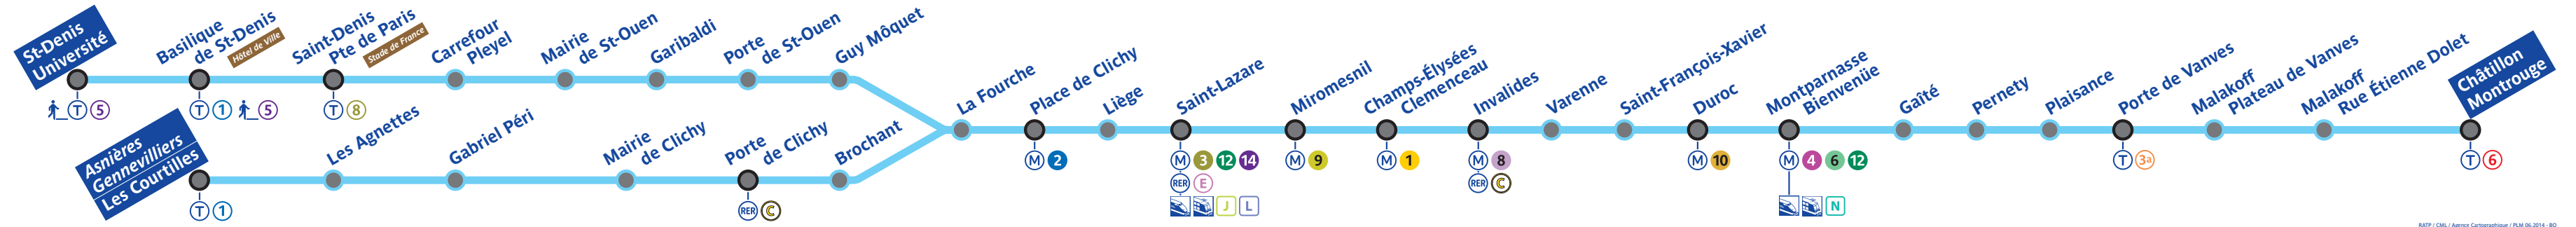 St-Denis
Université
T 5
Basilique
de St-Denis
Hôtel de Ville
T 1 5
Saint-Denis
Pte de Paris
Stade de France
T 8
Carrefour
Pleyel
Mairie
de St-Ouen
Garibaldi
Porte
de St-Ouen
Guy Môquet
Asnières
Gennevilliers
Les Courtilles
T 1
Les Agnettes
Gabriel Péri
Mairie
de Clichy
Porte
de Clichy
RER C
Brochant
La Fourche
Place de Clichy
M 2
Liège
Saint-Lazare
M 3 12 14
RER E
J L
Miromesnil
M 9
Champs-Élysées
Clemenceau
M 1
Invalides
M 8
RER C
Varenne
Saint-François-Xavier
Duroc
M 10
Montparnasse
Bienvenüe
M 4 6 12
N
Gaîté
Pernety
Plaisance
Porte de Vanves
T 3a
Malakoff
Plateau de Vanves
Malakoff
Rue Étienne Dolet
Châtillon
Montrouge
T 6
RATP / CML / Agence Cartographique / PLM 06.2014 - BO